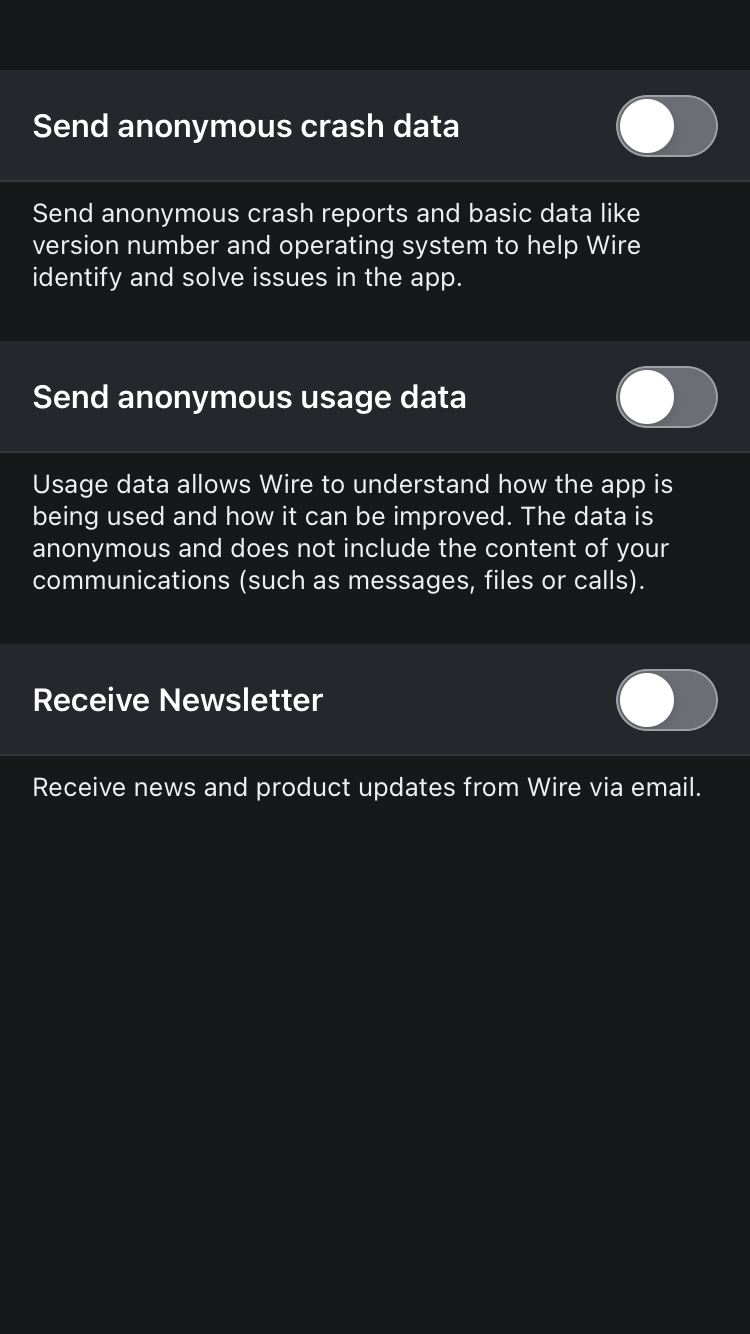 Send anonymous crash data
Send anonymous crash reports and basic data like
version number and operating system to help Wire
identify and solve issues in the app.
Send anonymous usage data
Usage data allows Wire to understand how the app is
being used and how it can be improved. The data is
anonymous and does not include the content of your
communications (such as messages, files or calls).
Receive Newsletter
Receive news and product updates from Wire via email.